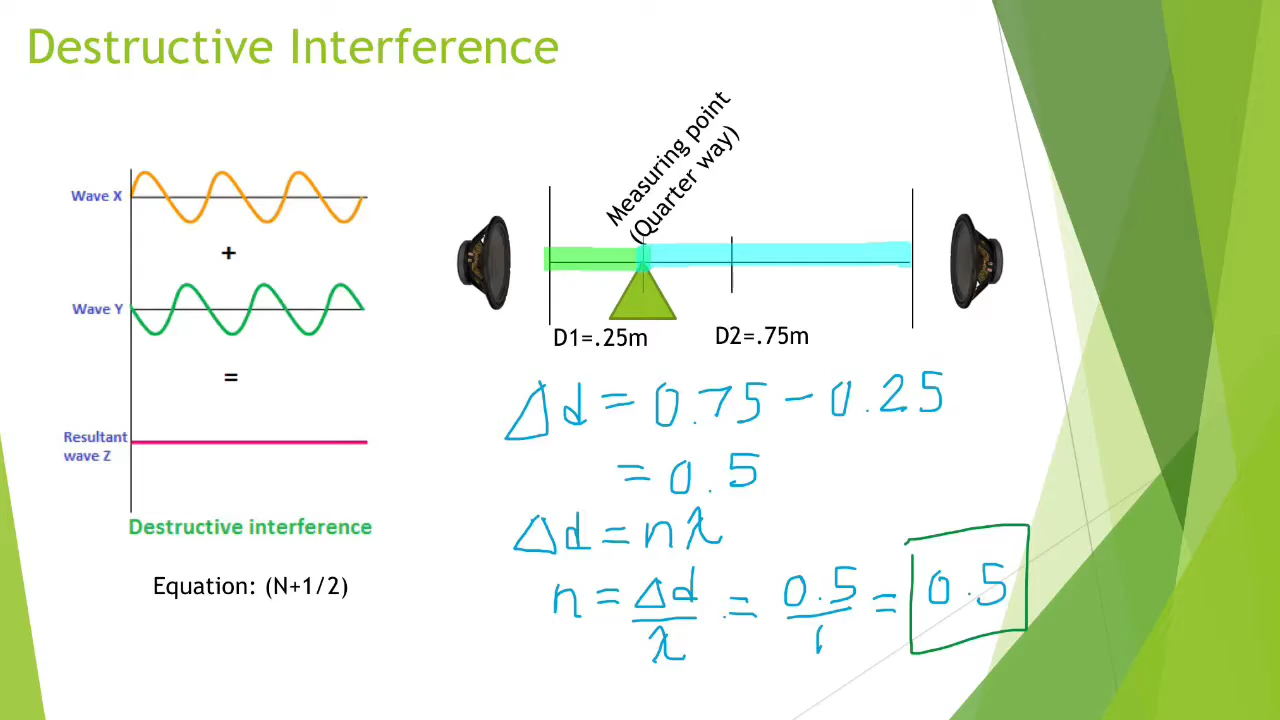 Destructive Interference
Wave X
+
Wave Y
=
Resultant
wave Z
Destructive interference
Equation: (N+1/2)
Measuring point
(Quarter way)
D1=.25m
D2=.75m
Δd = 0.75 - 0.25
= 0.5
Δd = nλ
n = Δd/λ = 0.5/1 = 0.5